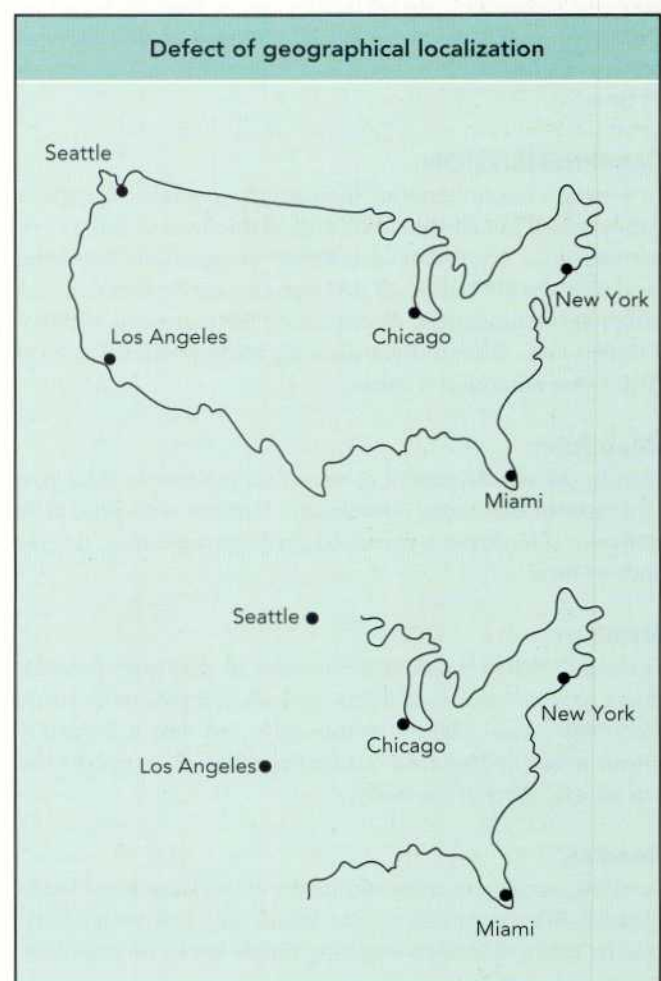 Defect of geographical localization
Seattle
New York
Los Angeles
Chicago
Miami
Seattle
New York
Chicago
Los Angeles
Miami